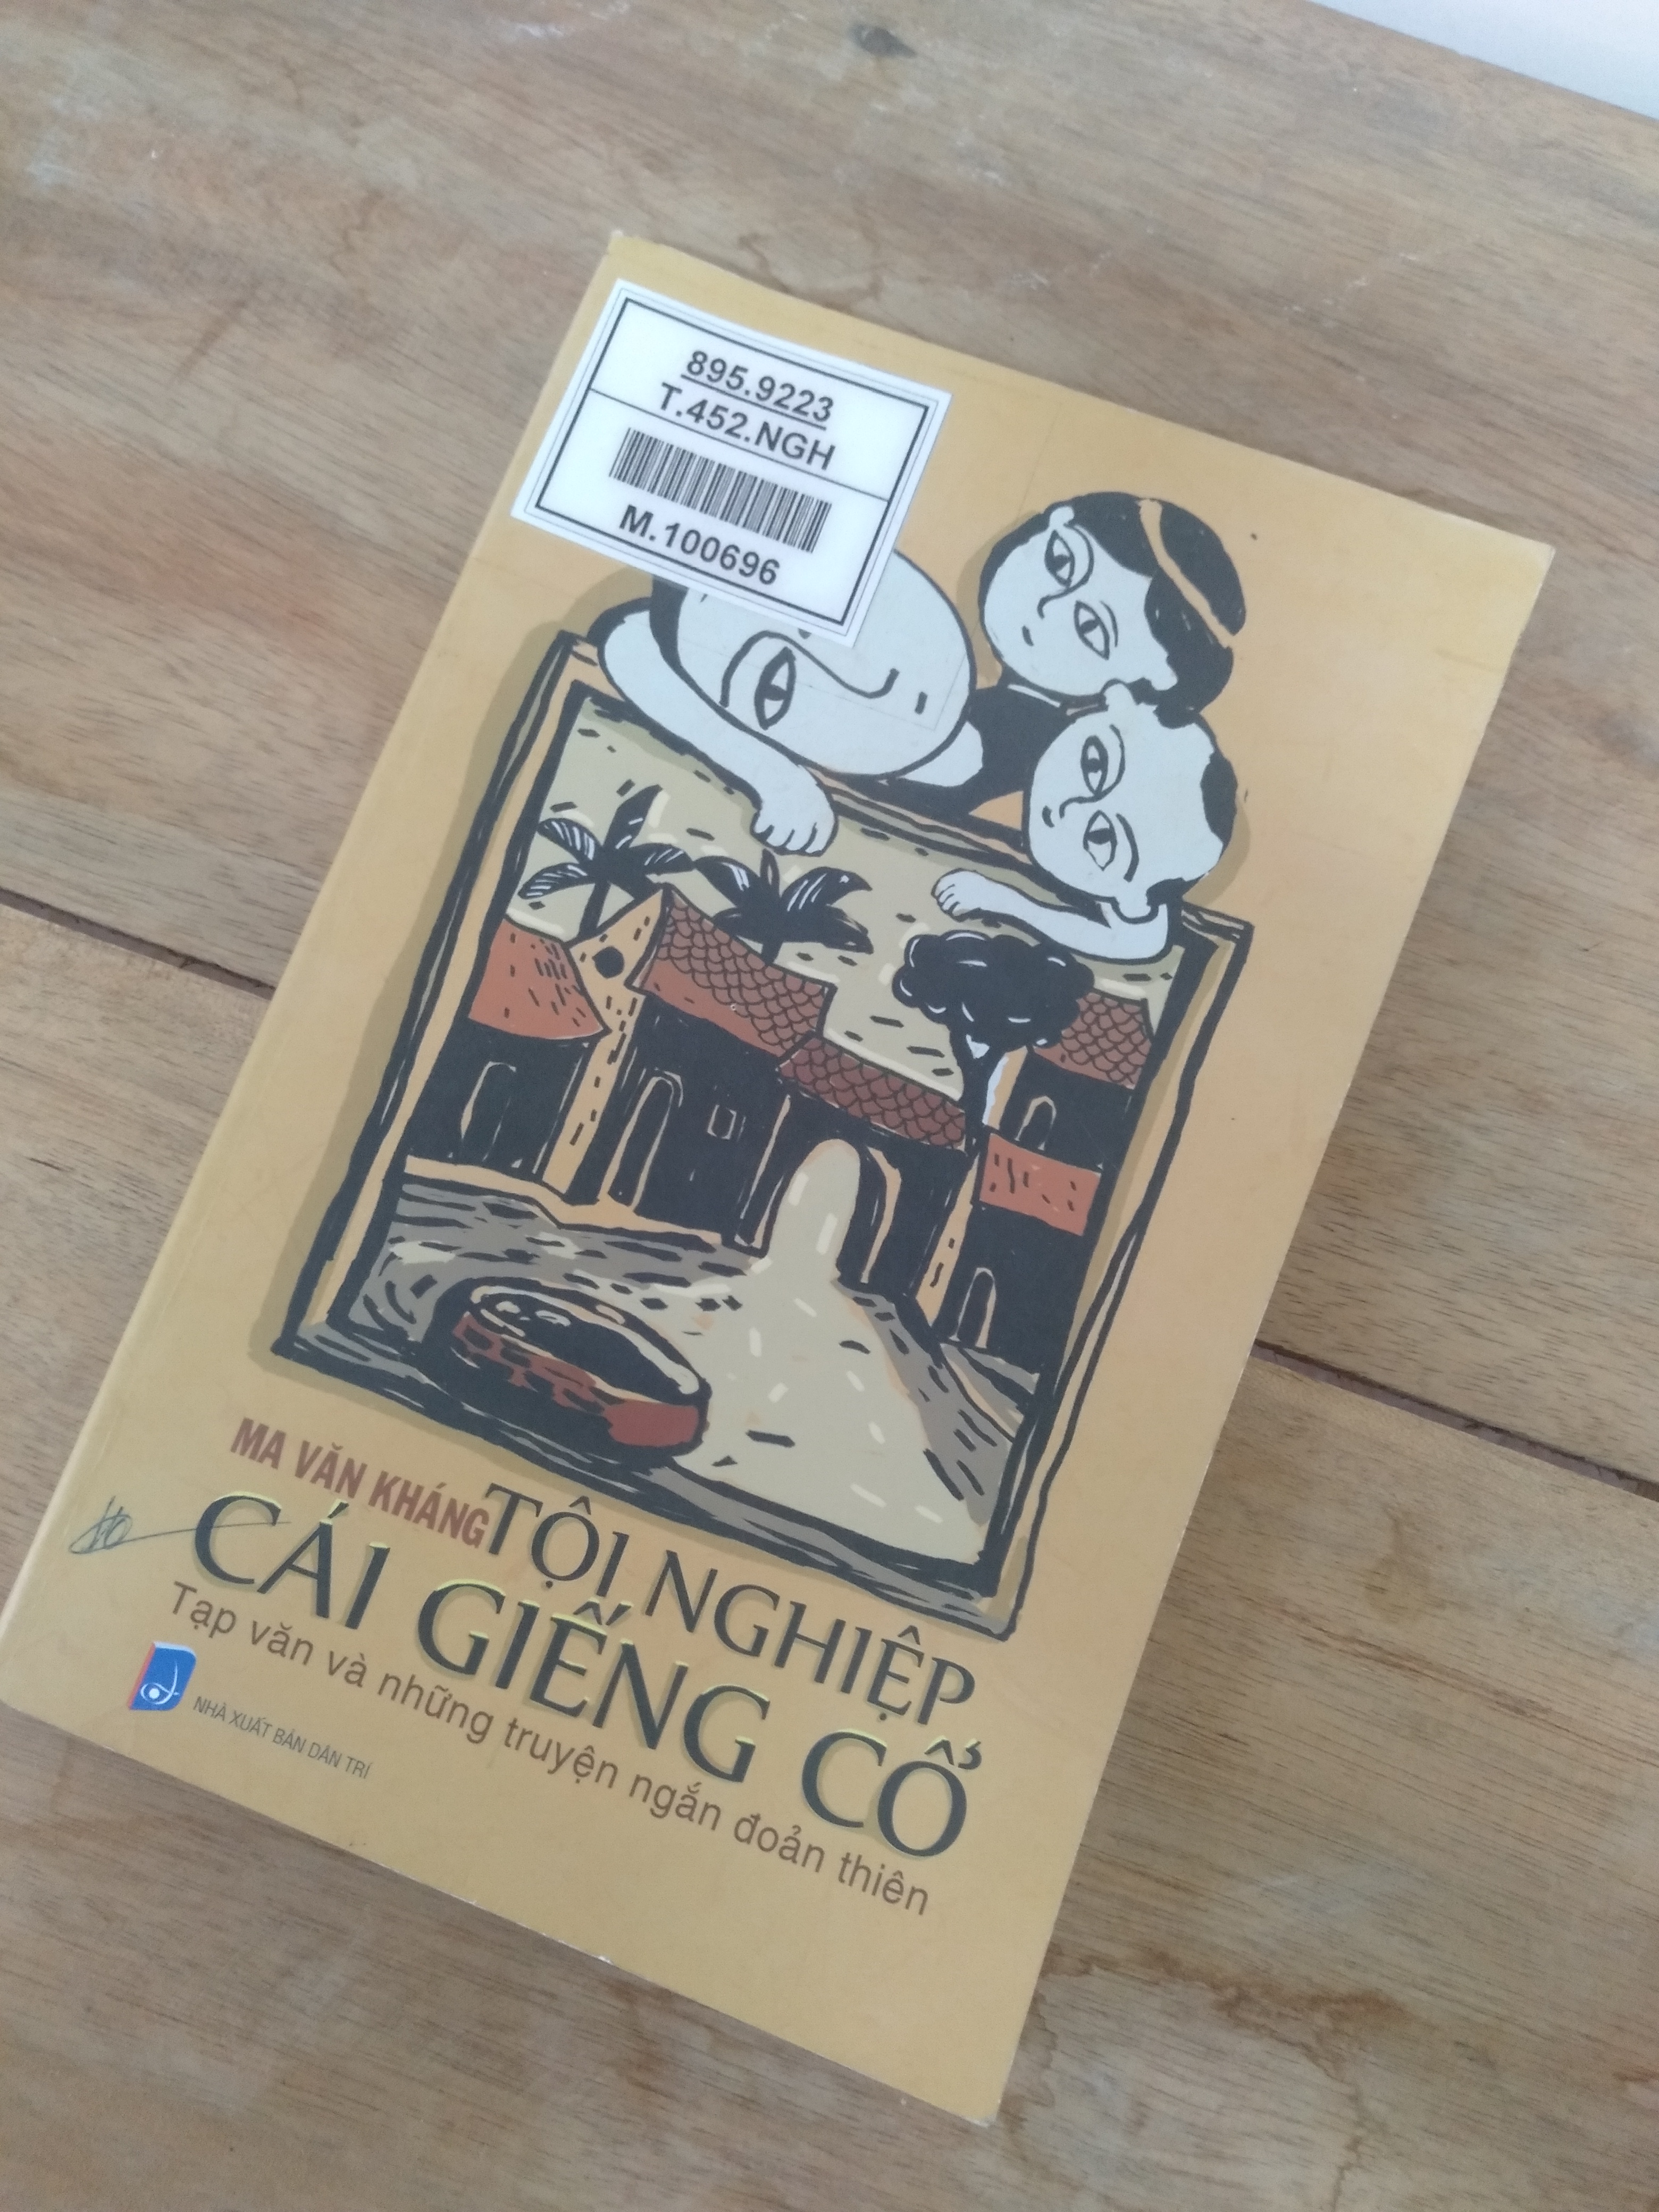 895.9223
T.452.NGH
M.100696
MA VĂN KHÁNG
TỘI NGHIỆP
CÁI GIẾNG CỔ
Tạp văn và những truyện ngắn đoản thiên
NHÀ XUẤT BẢN DÂN TRÍ